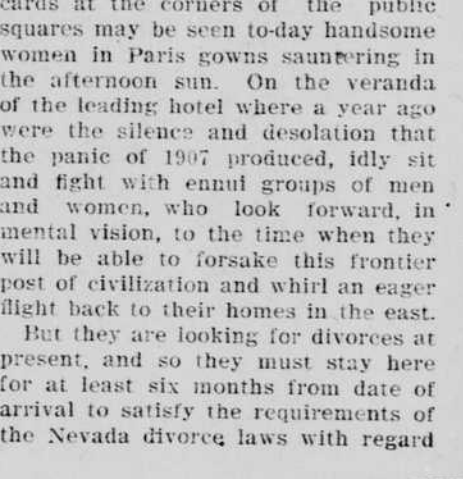 cards at the corners of the public
squares may be seen to-day handsome
women in Paris gowns sauntering in
the afternoon sun. On the veranda
of the leading hotel where a year ago
were the silence and desolation that
the panic of 1907 produced, idly sit
and fight with ennui groups of men
and women, who look forward, in
mental vision, to the time when they
will be able to forsake this frontier
post of civilization and whirl an eager
flight back to their homes in the east.
But they are looking for divorces at
present, and so they must stay here
for at least six months from date of
arrival to satisfy the requirements of
the Nevada divorce laws with regard